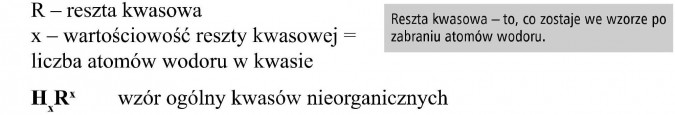 R – reszta kwasowa
x – wartościowość reszty kwasowej =
liczba atomów wodoru w kwasie
Reszta kwasowa – to, co zostaje we wzorze po
zabraniu atomów wodoru.
HₓRˣ wzór ogólny kwasów nieorganicznych